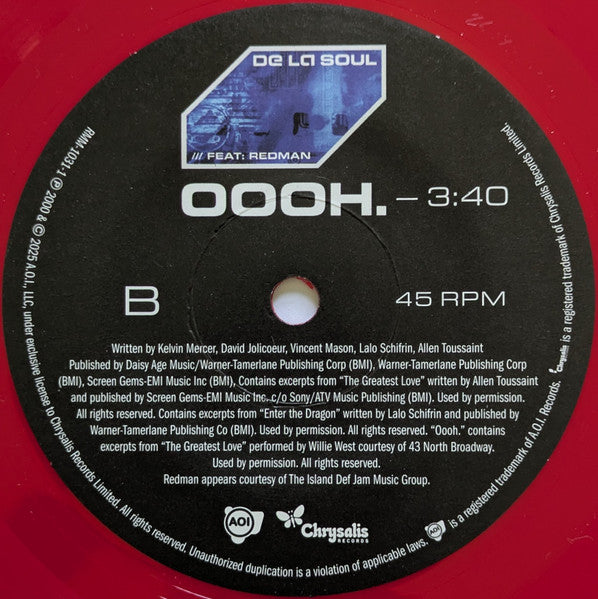 De La SOUL
/// FEAT: REDMAN
OOOH. – 3:40
B
45 RPM
Written by Kelvin Mercer, David Jolicoeur, Vincent Mason, Lalo Schifrin, Allen Toussaint
Published by Daisy Age Music/Warner-Tamerlane Publishing Corp (BMI), Warner-Tamerlane Publishing Corp
(BMI), Screen Gems-EMI Music Inc (BMI), Contains excerpts from “The Greatest Love” written by Allen Toussaint
and published by Screen Gems-EMI Music Inc. c/o Sony/ATV Music Publishing (BMI). Used by permission.
All rights reserved. Contains excerpts from “Enter the Dragon” written by Lalo Schifrin and published by
Warner-Tamerlane Publishing Co (BMI). Used by permission. All rights reserved. “Oooh.” contains
excerpts from “The Greatest Love” performed by Willie West courtesy of 43 North Broadway.
Used by permission. All rights reserved.
Redman appears courtesy of The Island Def Jam Music Group.
AOI
Chrysalis
RECORDS
RMM-1031-1 ℗ 2000 & © 2025 A.O.I., LLC, under exclusive license to Chrysalis Records Limited. All rights reserved. Unauthorized duplication is a violation of applicable laws. AOI is a registered trademark of A.O.I. Records. Chrysalis is a registered trademark of Chrysalis Records Limited.